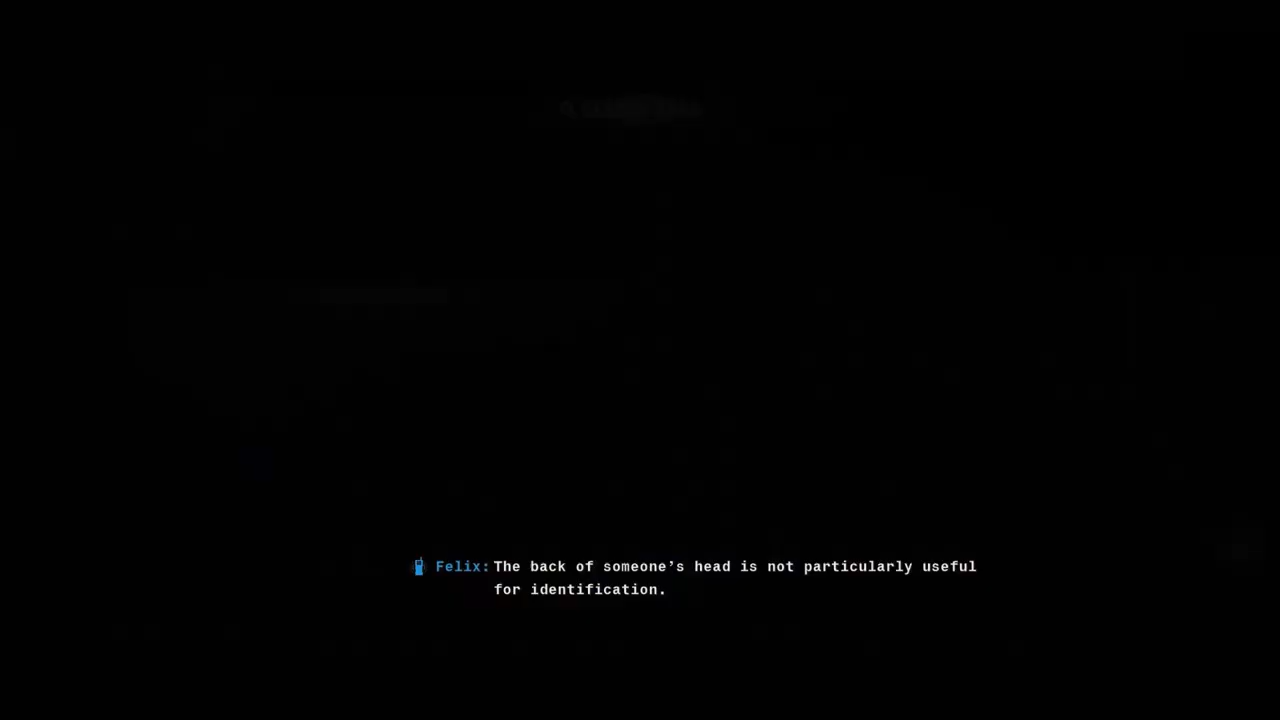 Felix: The back of someone’s head is not particularly useful
for identification.